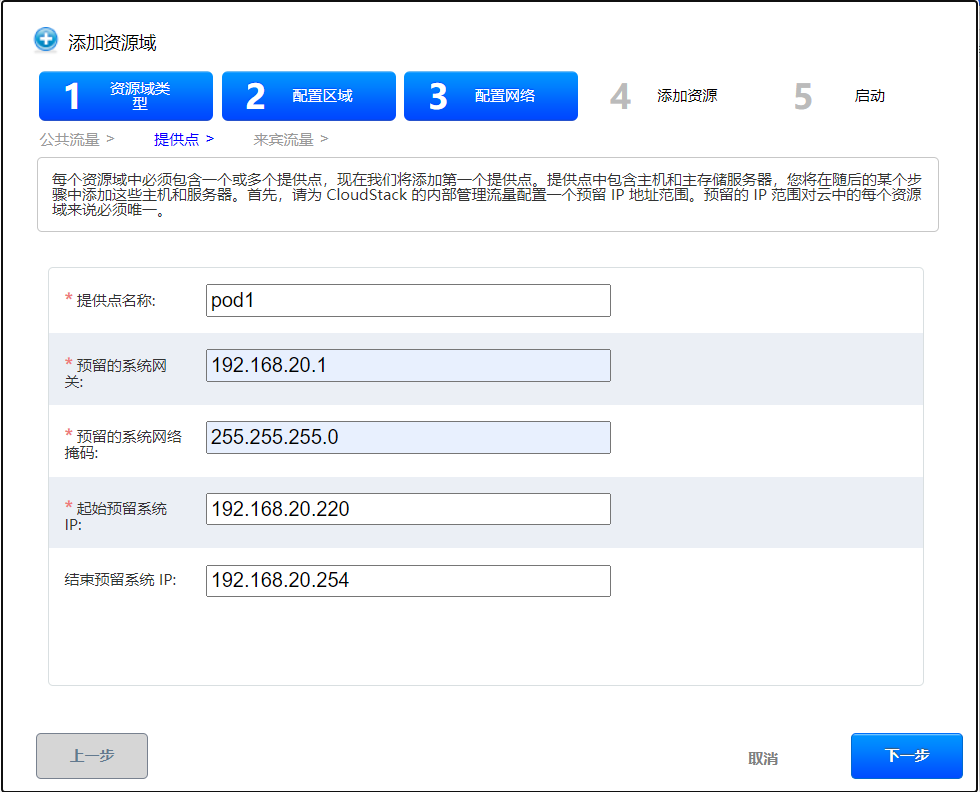 添加资源域
1 资源域类
型
2 配置区域
3 配置网络
4 添加资源
5 启动
公共流量 > 提供点 > 来宾流量 >
每个资源域中必须包含一个或多个提供点，现在我们将添加第一个提供点。提供点中包含主机和主存储服务器，您将在随后的某个步
骤中添加这些主机和服务器。首先，请为 CloudStack 的内部管理流量配置一个预留 IP 地址范围。预留的 IP 范围对云中的每个资源
域来说必须唯一。
* 提供点名称: pod1
* 预留的系统网
关:
192.168.20.1
* 预留的系统网络
掩码:
255.255.255.0
* 起始预留系统
IP:
192.168.20.220
结束预留系统 IP: 192.168.20.254
上一步 取消 下一步